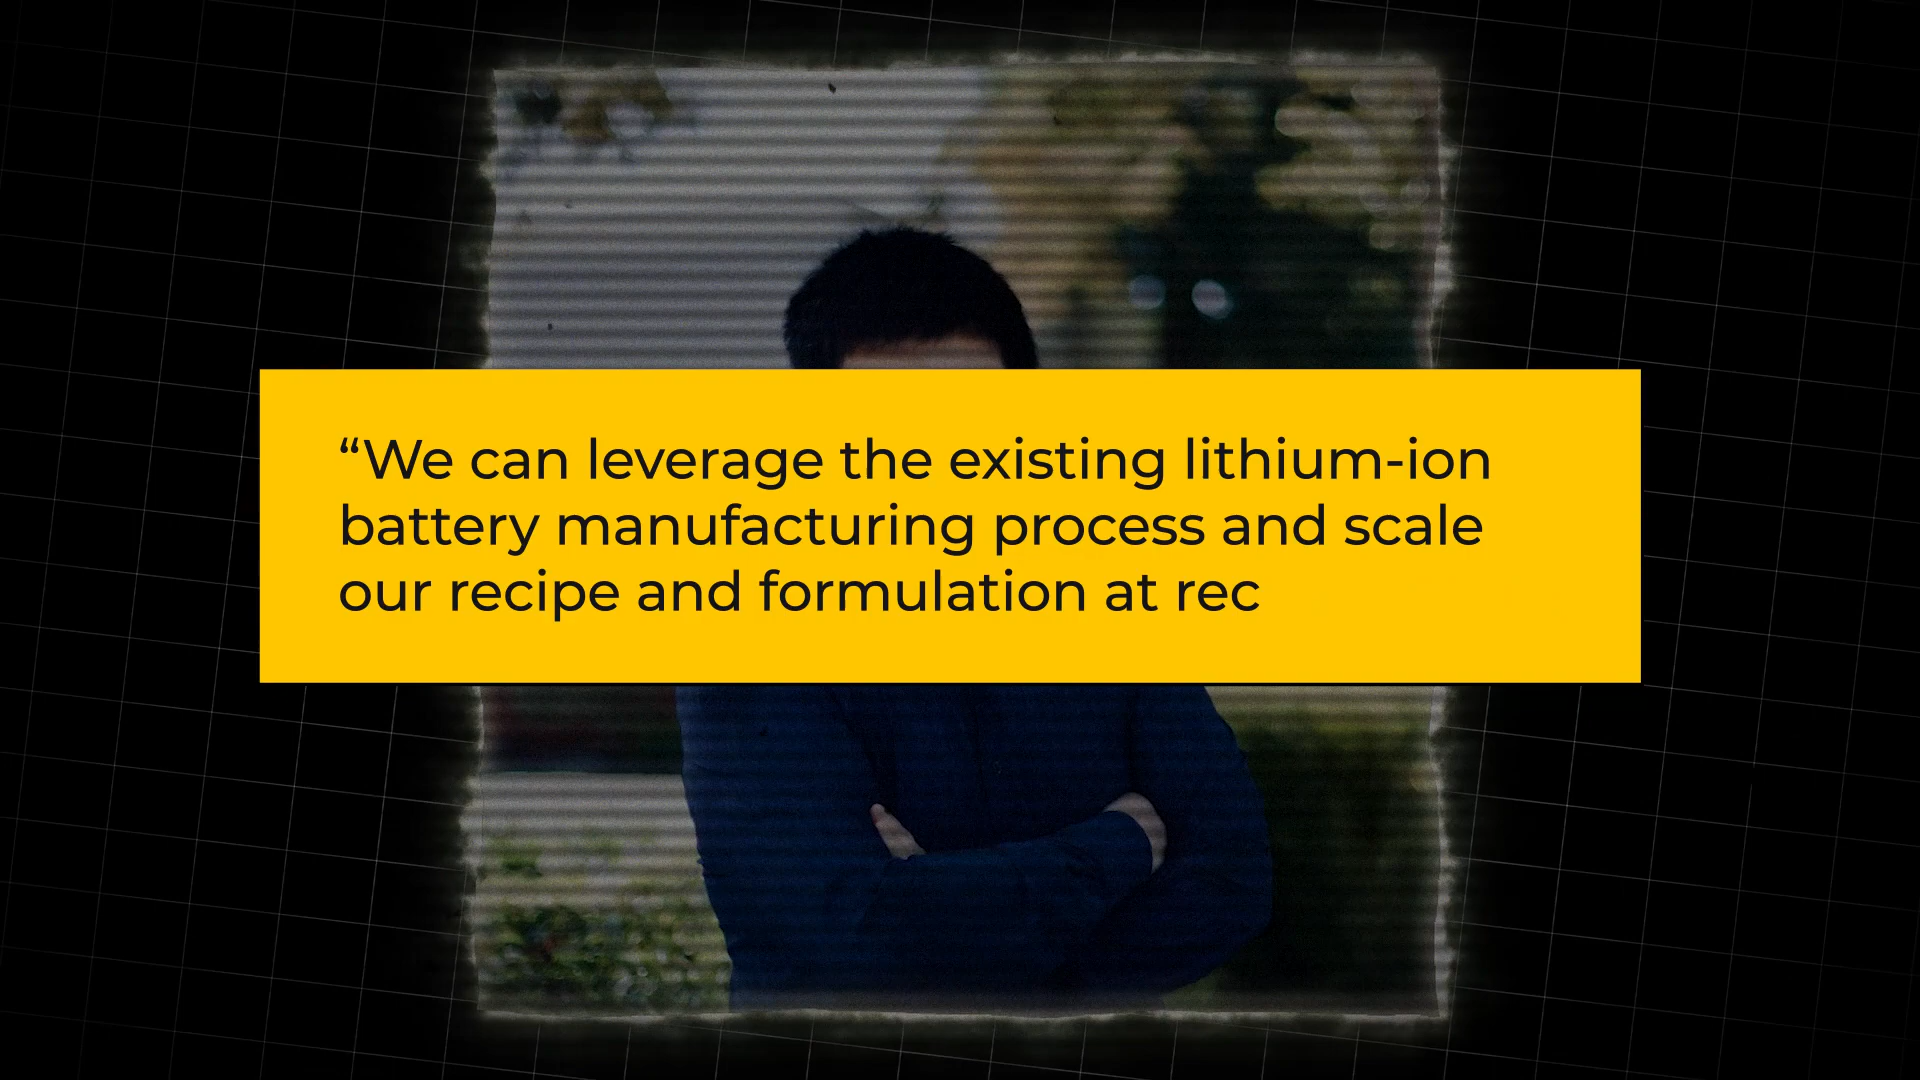 “We can leverage the existing lithium-ion
battery manufacturing process and scale
our recipe and formulation at rec